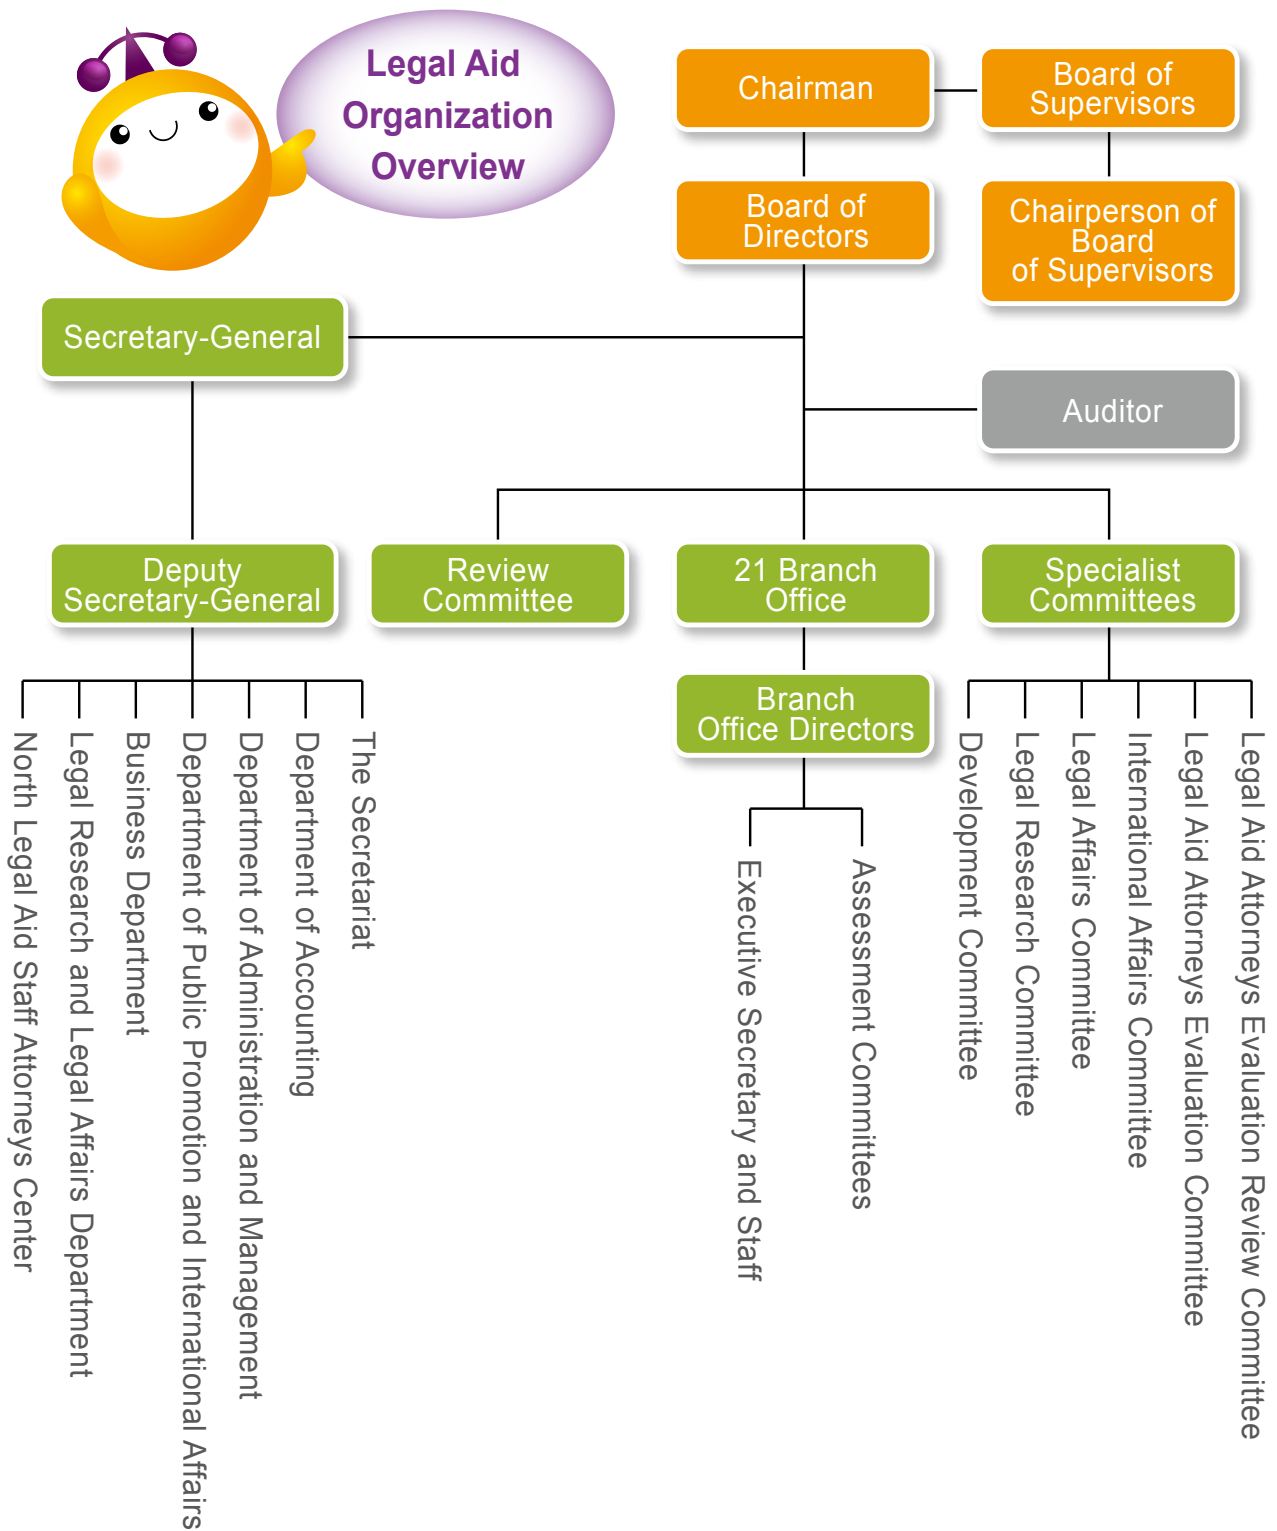 Legal Aid
Organization
Overview
Chairman
Board of
Supervisors
Board of
Directors
Chairperson of
Board
of Supervisors
Secretary-General
Auditor
Deputy
Secretary-General
Review
Committee
21 Branch
Office
Specialist
Committees
Branch
Office Directors
North Legal Aid Staff Attorneys Center
Legal Research and Legal Affairs Department
Business Department
Department of Public Promotion and International Affairs
Department of Administration and Management
Department of Accounting
The Secretariat
Executive Secretary and Staff
Assessment Committees
Development Committee
Legal Research Committee
Legal Affairs Committee
International Affairs Committee
Legal Aid Attorneys Evaluation Committee
Legal Aid Attorneys Evaluation Review Committee